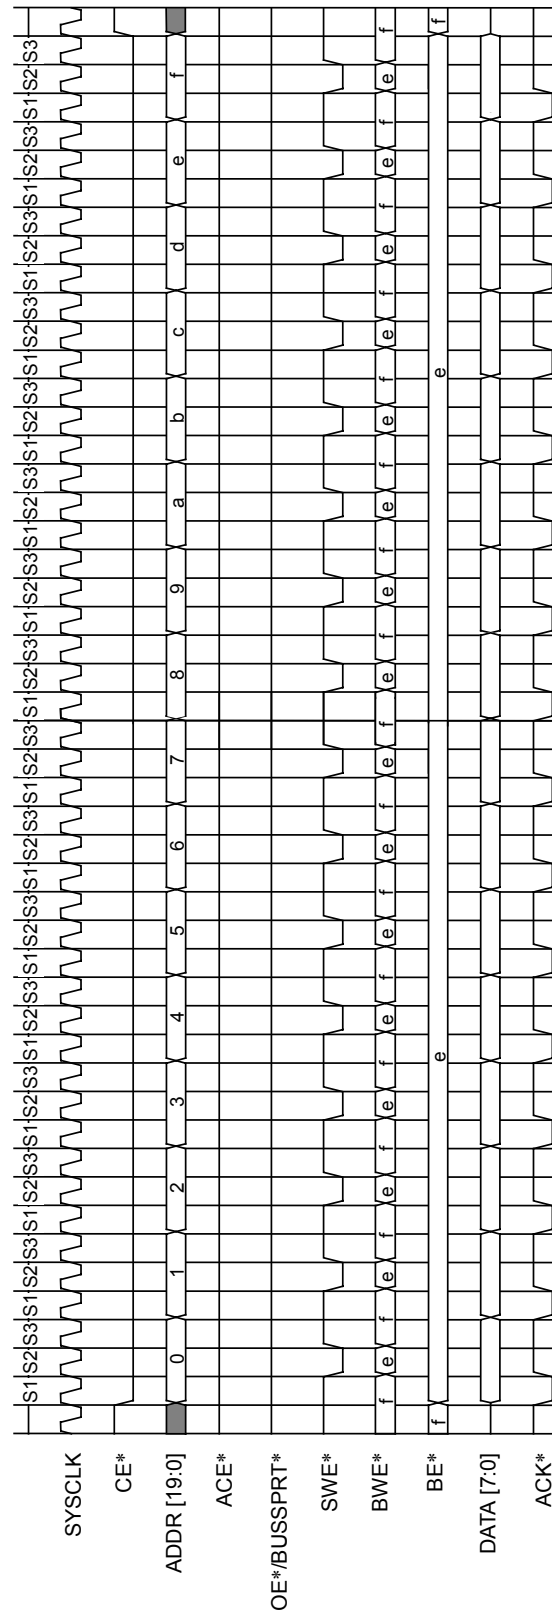 S1 S2 S3 S1 S2 S3 S1 S2 S3 S1 S2 S3 S1 S2 S3 S1 S2 S3 S1 S2 S3 S1 S2 S3 S1 S2 S3 S1 S2 S3 S1 S2 S3 S1 S2 S3 S1 S2 S3 S1 S2 S3 S1 S2 S3 S1 S2 S3
SYSCLK
CE*
ADDR [19:0] 0 1 2 3 4 5 6 7 8 9 a b c d e f
ACE*
OE*/BUSSPRT*
SWE*
BWE* f e f e f e f e f e f e f e f e f e f e f e f e f e f e f e f e f
BE* f e e f
DATA [7:0]
ACK*